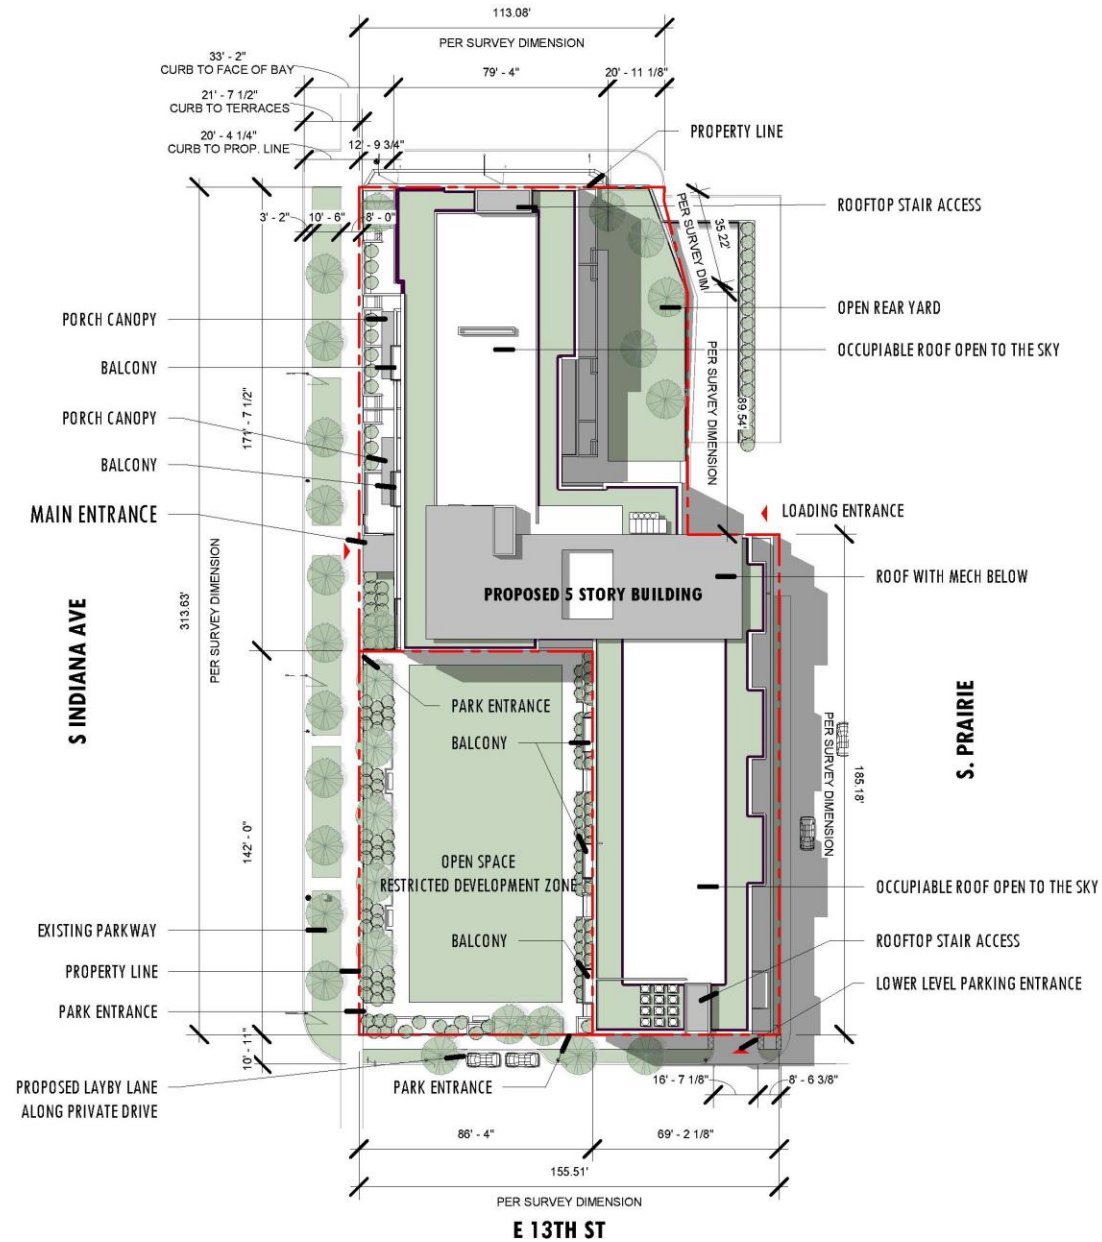 113.08'
PER SURVEY DIMENSION
33' - 2"
CURB TO FACE OF BAY
79' - 4"
20' - 11 1/8"
21' - 7 1/2"
CURB TO TERRACES
20' - 4 1/4"
CURB TO PROP. LINE
12' - 9 3/4"
PROPERTY LINE
ROOFTOP STAIR ACCESS
3' - 2"
10' - 6"
8' - 0"
PER SURVEY DIM
35.22'
OPEN REAR YARD
PORCH CANOPY
OCCUPIABLE ROOF OPEN TO THE SKY
BALCONY
PER SURVEY DIMENSION
89.54'
PORCH CANOPY
171' - 7 1/2"
BALCONY
MAIN ENTRANCE
LOADING ENTRANCE
ROOF WITH MECH BELOW
PROPOSED 5 STORY BUILDING
313.63'
PER SURVEY DIMENSION
S INDIANA AVE
PARK ENTRANCE
BALCONY
S. PRAIRIE
PER SURVEY DIMENSION
185.18'
142' - 0"
OPEN SPACE
RESTRICTED DEVELOPMENT ZONE
OCCUPIABLE ROOF OPEN TO THE SKY
EXISTING PARKWAY
BALCONY
ROOFTOP STAIR ACCESS
PROPERTY LINE
LOWER LEVEL PARKING ENTRANCE
PARK ENTRANCE
10' - 11"
PROPOSED LAYBY LANE
ALONG PRIVATE DRIVE
PARK ENTRANCE
16' - 7 1/8"
8' - 6 3/8"
86' - 4"
69' - 2 1/8"
155.51'
PER SURVEY DIMENSION
E 13TH ST